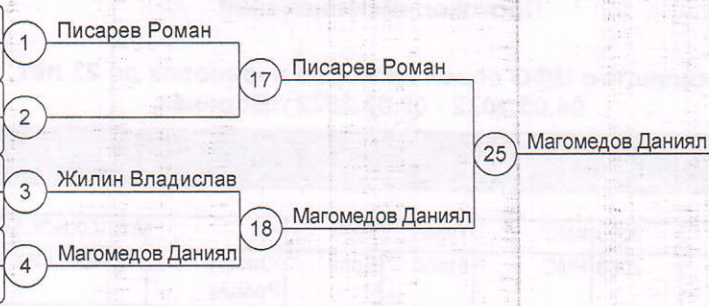 1 Писарев Роман
17 Писарев Роман
2
25 Магомедов Даниял
3 Жилин Владислав
18 Магомедов Даниял
4 Магомедов Даниял